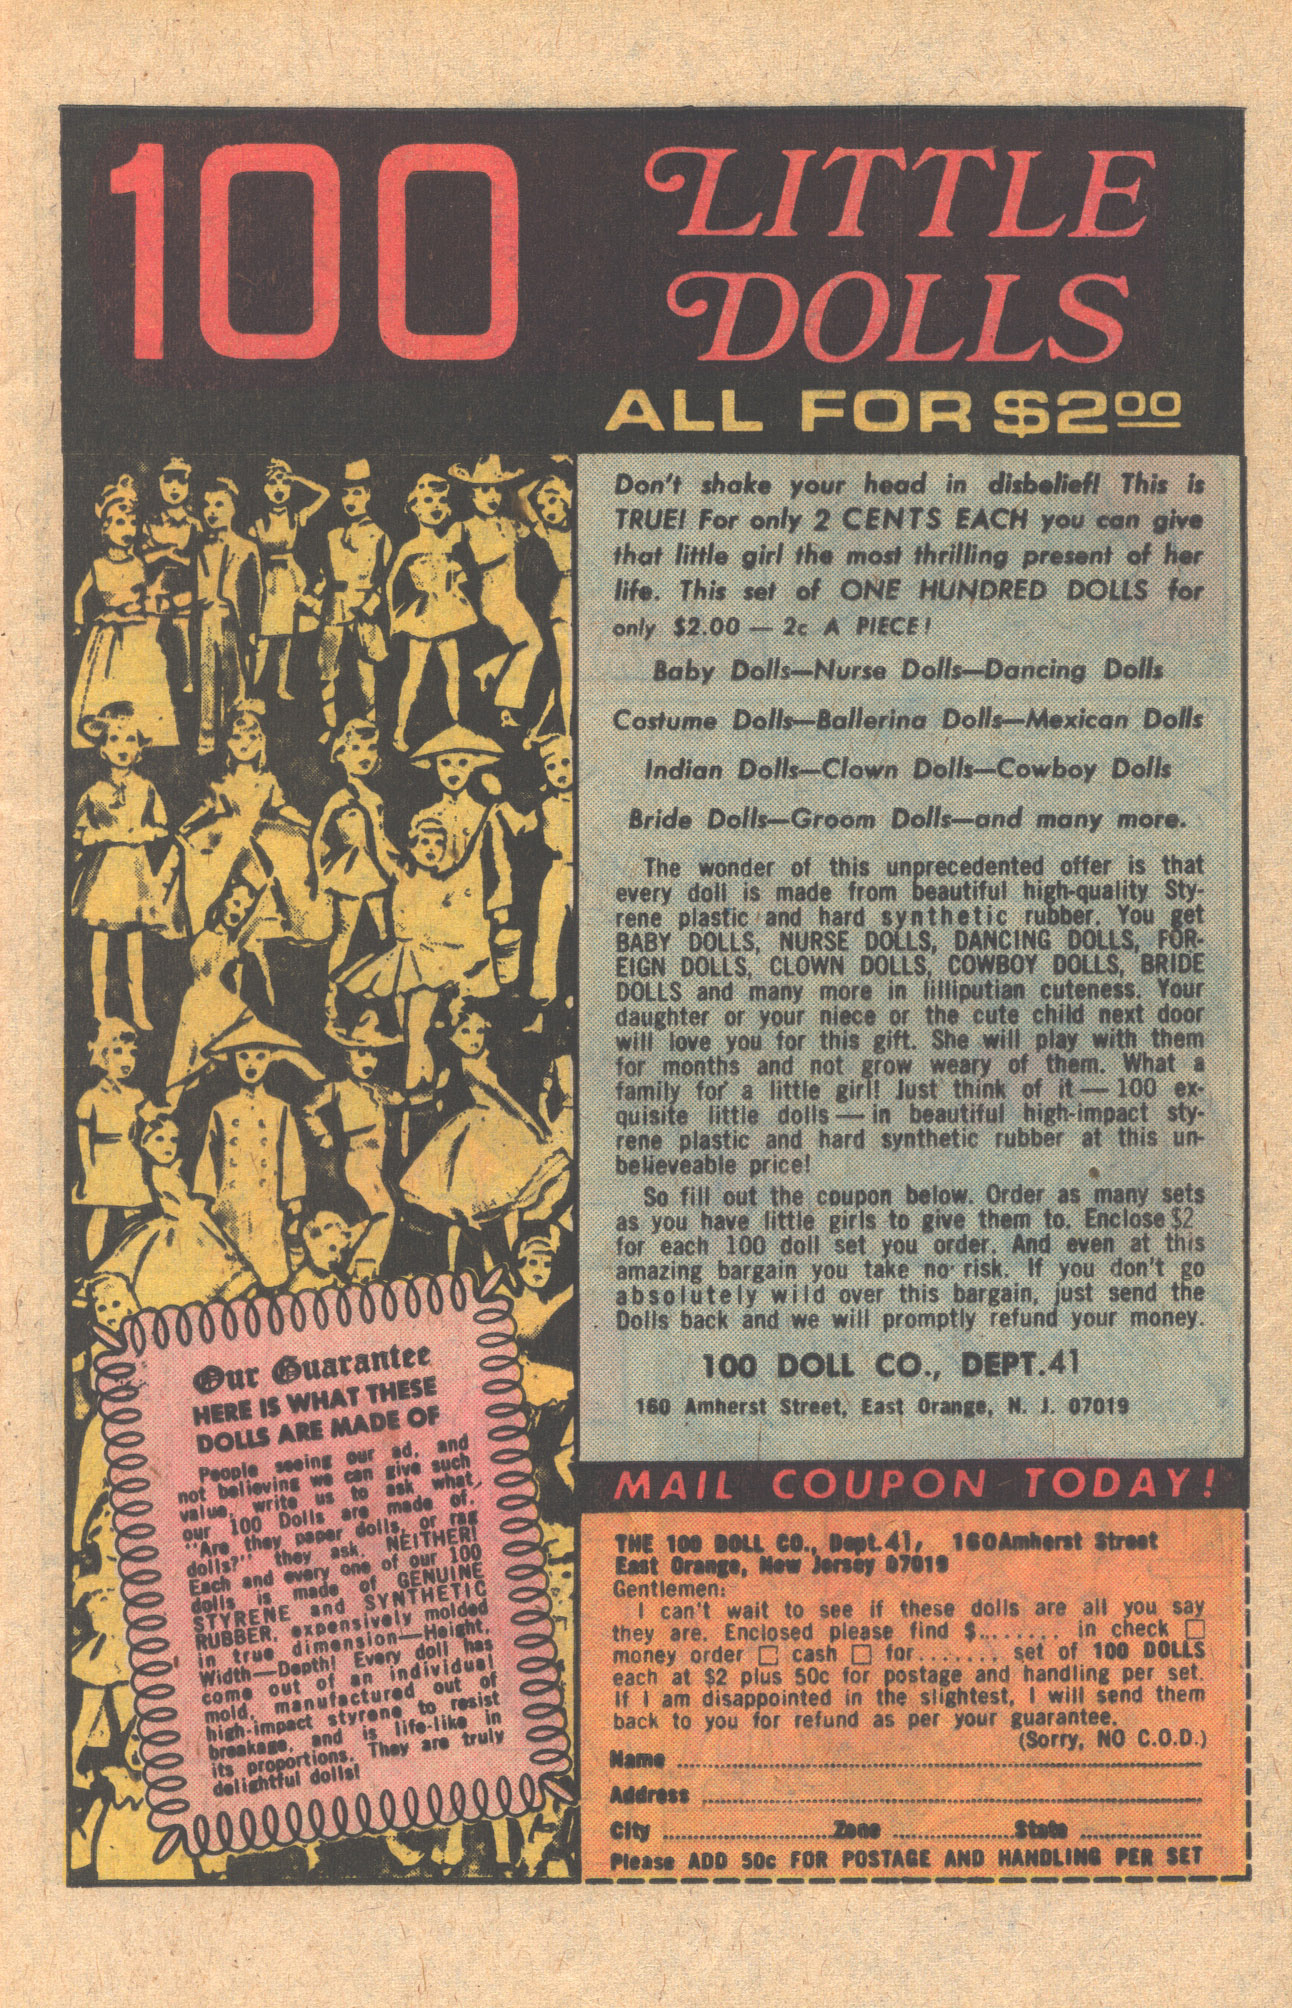 100
LITTLE
DOLLS
ALL FOR $2.00
Don't shake your head in disbelief! This is
TRUE! For only 2 CENTS EACH you can give
that little girl the most thrilling present of her
life. This set of ONE HUNDRED DOLLS for
only $2.00 — 2c A PIECE!
Baby Dolls—Nurse Dolls—Dancing Dolls
Costume Dolls—Ballerina Dolls—Mexican Dolls
Indian Dolls—Clown Dolls—Cowboy Dolls
Bride Dolls—Groom Dolls—and many more.
The wonder of this unprecedented offer is that
every doll is made from beautiful high-quality Sty-
rene plastic and hard synthetic rubber. You get
BABY DOLLS, NURSE DOLLS, DANCING DOLLS, FOR-
EIGN DOLLS, CLOWN DOLLS, COWBOY DOLLS, BRIDE
DOLLS and many more in lilliputian cuteness. Your
daughter or your niece or the cute child next door
will love you for this gift. She will play with them
for months and not grow weary of them. What a
family for a little girl! Just think of it — 100 ex-
quisite little dolls — in beautiful high-impact sty-
rene plastic and hard synthetic rubber at this un-
believeable price!
So fill out the coupon below. Order as many sets
as you have little girls to give them to. Enclose $2
for each 100 doll set you order. And even at this
amazing bargain you take no risk. If you don't go
absolutely wild over this bargain, just send the
Dolls back and we will promptly refund your money.
100 DOLL CO., DEPT. 41
160 Amherst Street, East Orange, N. J. 07019
Our Guarantee
HERE IS WHAT THESE
DOLLS ARE MADE OF
People seeing our ad, and
not believing we can give such
value, write us to ask what
our 100 Dolls are made of.
"Are they paper dolls, or rag
dolls?" they ask. NEITHER!
Each and every one of our 100
dolls is made of GENUINE
STYRENE and SYNTHETIC
RUBBER, expensively molded
in true dimension—Height,
Width—Depth! Every doll has
come out of an individual
mold, manufactured out of
high-impact styrene to resist
breakage, and is life-like in
its proportions. They are truly
delightful dolls!
MAIL COUPON TODAY!
THE 100 DOLL CO., Dept. 41, 160 Amherst Street
East Orange, New Jersey 07019
Gentlemen:
I can't wait to see if these dolls are all you say
they are. Enclosed please find $........ in check □
money order □ cash □ for....... set of 100 DOLLS
each at $2 plus 50c for postage and handling per set.
If I am disappointed in the slightest, I will send them
back to you for refund as per your guarantee.
(Sorry, NO C.O.D.)
Name
Address
City Zone State
Please ADD 50c FOR POSTAGE AND HANDLING PER SET